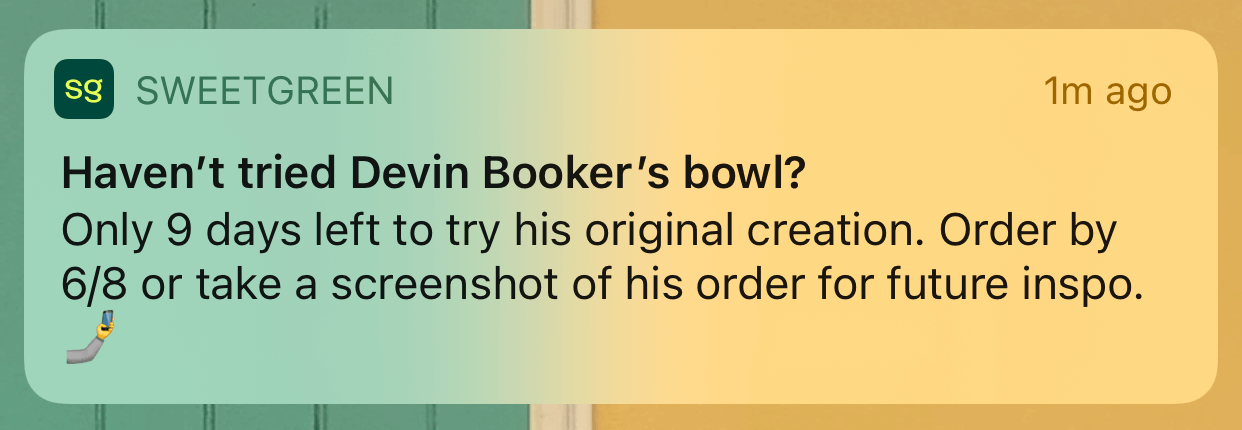 sg SWEETGREEN 1m ago
Haven’t tried Devin Booker’s bowl?
Only 9 days left to try his original creation. Order by
6/8 or take a screenshot of his order for future inspo.
🤳